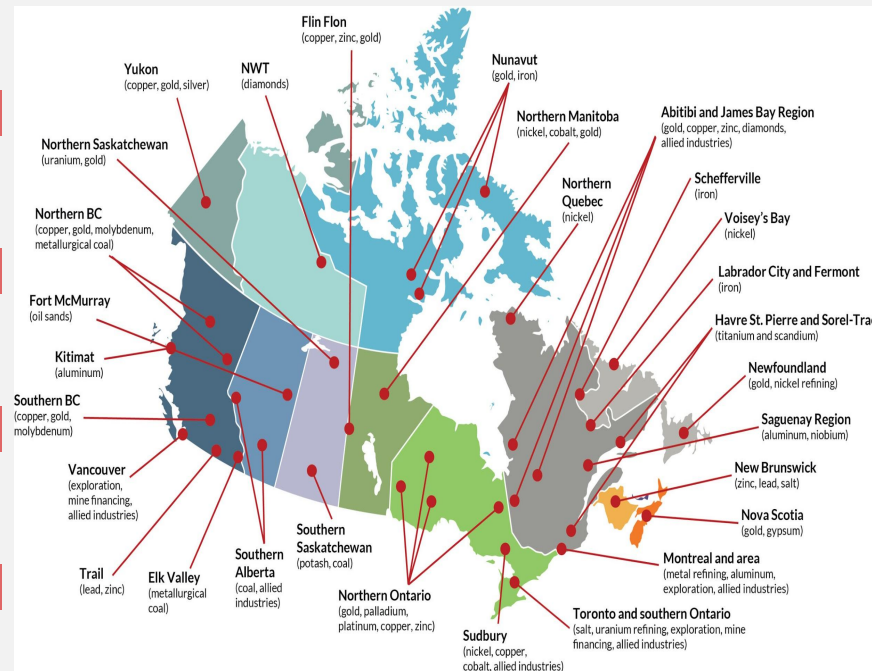 Flin Flon
(copper, zinc, gold)
Yukon
(copper, gold, silver)
NWT
(diamonds)
Nunavut
(gold, iron)
Northern Manitoba
(nickel, cobalt, gold)
Abitibi and James Bay Region
(gold, copper, zinc, diamonds,
allied industries)
Northern Saskatchewan
(uranium, gold)
Northern
Quebec
(nickel)
Schefferville
(iron)
Northern BC
(copper, gold, molybdenum,
metallurgical coal)
Voisey's Bay
(nickel)
Labrador City and Fermont
(iron)
Fort McMurray
(oil sands)
Havre St. Pierre and Sorel-Trac
(titanium and scandium)
Kitimat
(aluminum)
Newfoundland
(gold, nickel refining)
Southern BC
(copper, gold,
molybdenum)
Saguenay Region
(aluminum, niobium)
Vancouver
(exploration,
mine financing,
allied industries)
New Brunswick
(zinc, lead, salt)
Nova Scotia
(gold, gypsum)
Trail
(lead, zinc)
Elk Valley
(metallurgical
coal)
Southern
Alberta
(coal, allied
industries)
Southern
Saskatchewan
(potash, coal)
Northern Ontario
(gold, palladium,
platinum, copper, zinc)
Montreal and area
(metal refining, aluminum,
exploration, allied industries)
Toronto and southern Ontario
(salt, uranium refining, exploration, mine
financing, allied industries)
Sudbury
(nickel, copper,
cobalt, allied industries)